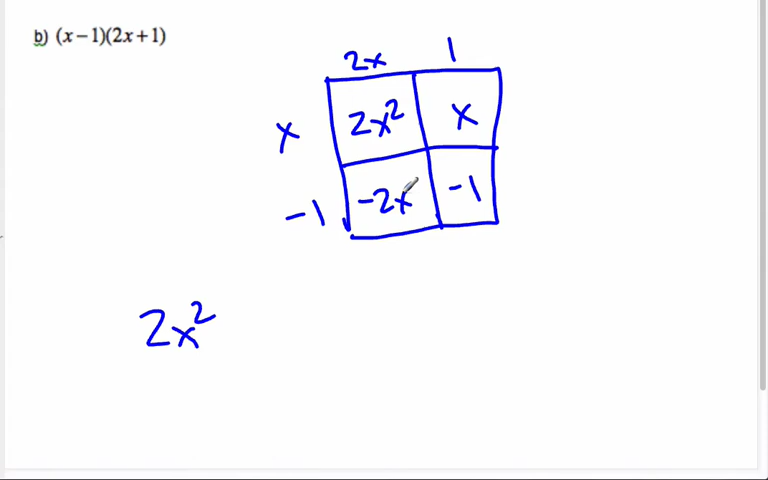 b) (x−1)(2x+1)
2x 1
x 2x² x
-1 -2x -1
2x²